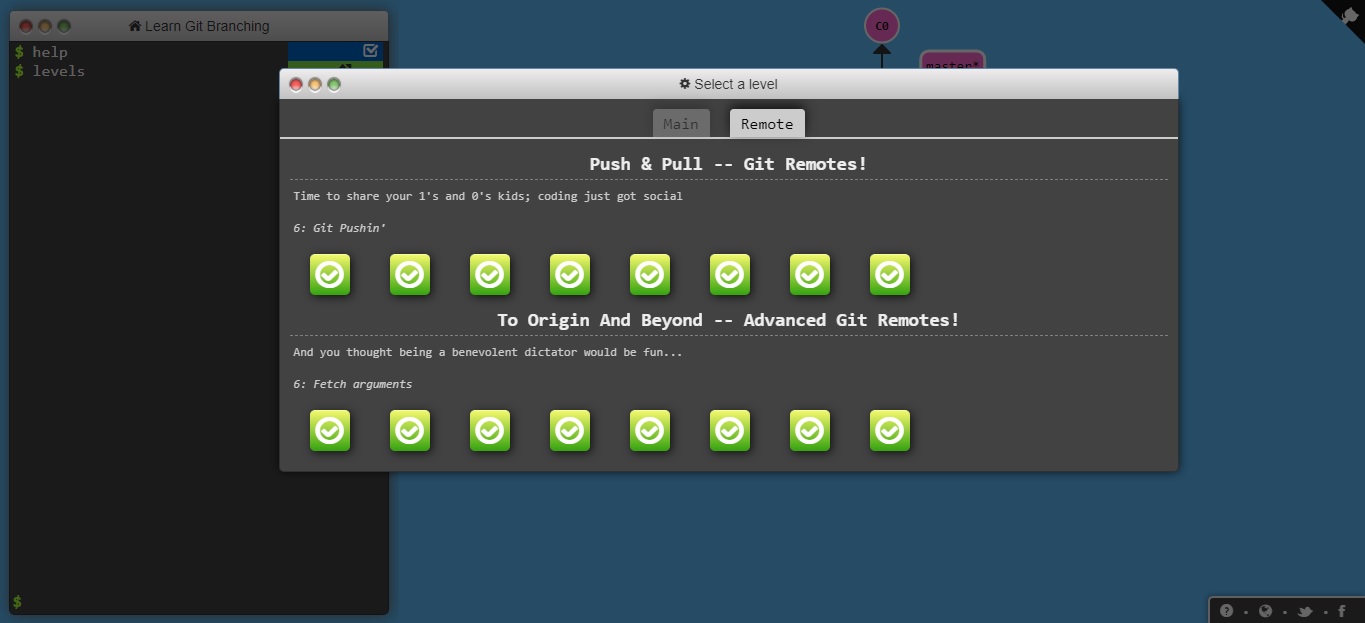 Learn Git Branching
$ help
$ levels
C0
master*
Select a level
Main
Remote
Push & Pull -- Git Remotes!
Time to share your 1's and 0's kids; coding just got social
6: Git Pushin'
To Origin And Beyond -- Advanced Git Remotes!
And you thought being a benevolent dictator would be fun...
6: Fetch arguments
$